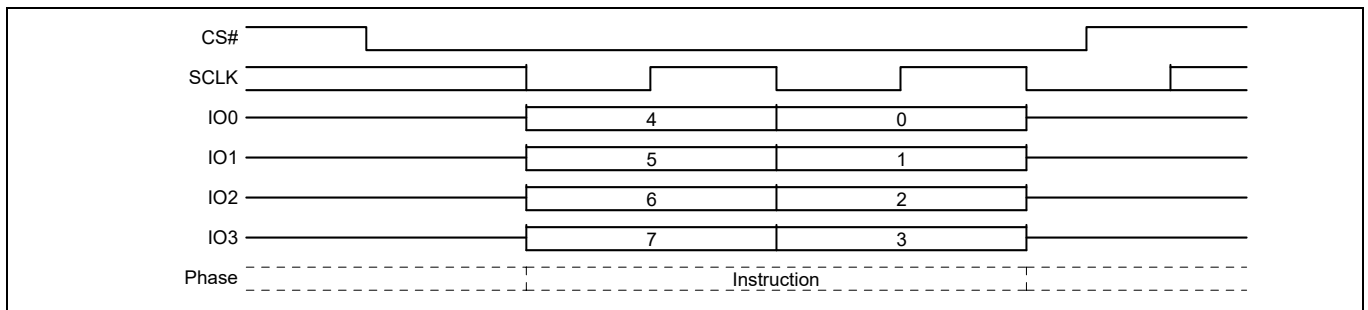 CS#
SCLK
IO0 4 0
IO1 5 1
IO2 6 2
IO3 7 3
Phase Instruction